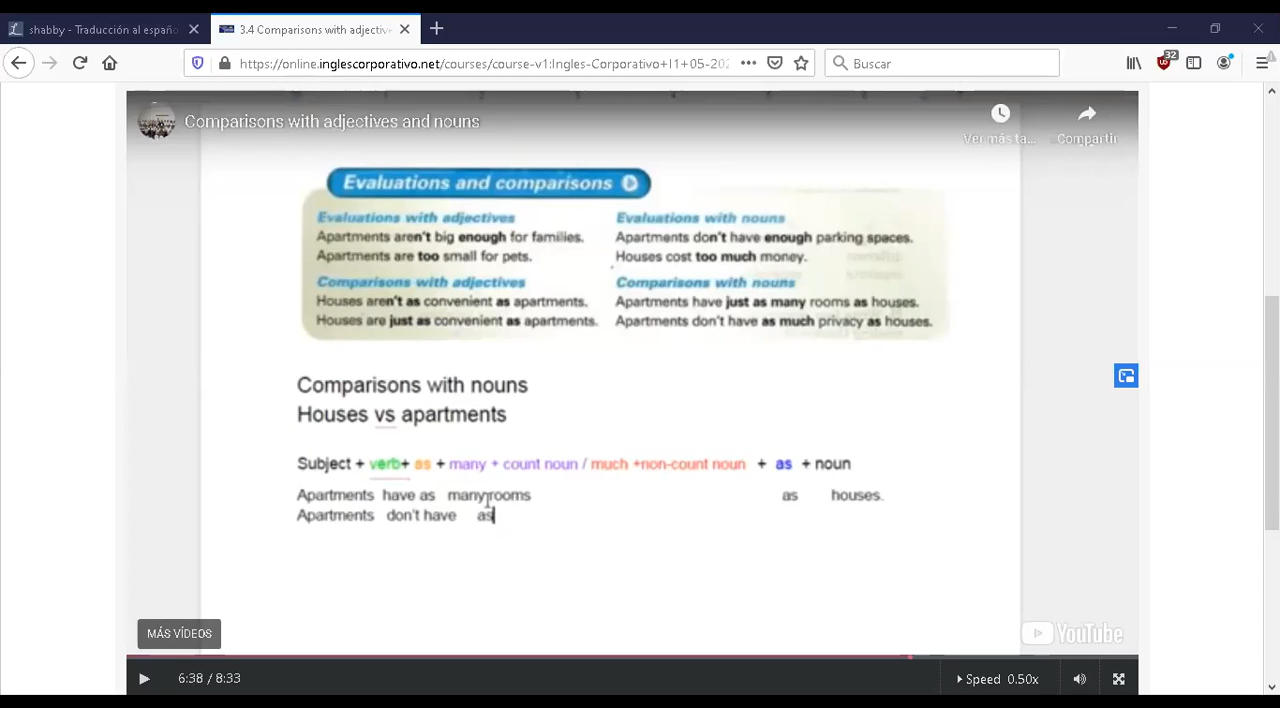 shabby - Traducción al españo
3.4 Comparisons with adjectiv
https://online.inglescorporativo.net/courses/course-v1:Ingles-Corporativo+I1+05-202
Buscar
32
Comparisons with adjectives and nouns
Ver más ta...
Compartir
Evaluations and comparisons
Evaluations with adjectives
Apartments aren't big enough for families.
Apartments are too small for pets.
Comparisons with adjectives
Houses aren't as convenient as apartments.
Houses are just as convenient as apartments.
Evaluations with nouns
Apartments don't have enough parking spaces.
Houses cost too much money.
Comparisons with nouns
Apartments have just as many rooms as houses.
Apartments don't have as much privacy as houses.
Comparisons with nouns
Houses vs apartments
Subject + verb+ as + many + count noun / much +non-count noun + as + noun
Apartments have as many rooms as houses.
Apartments don't have as
MÁS VÍDEOS
YouTube
6:38 / 8:33
Speed 0.50x